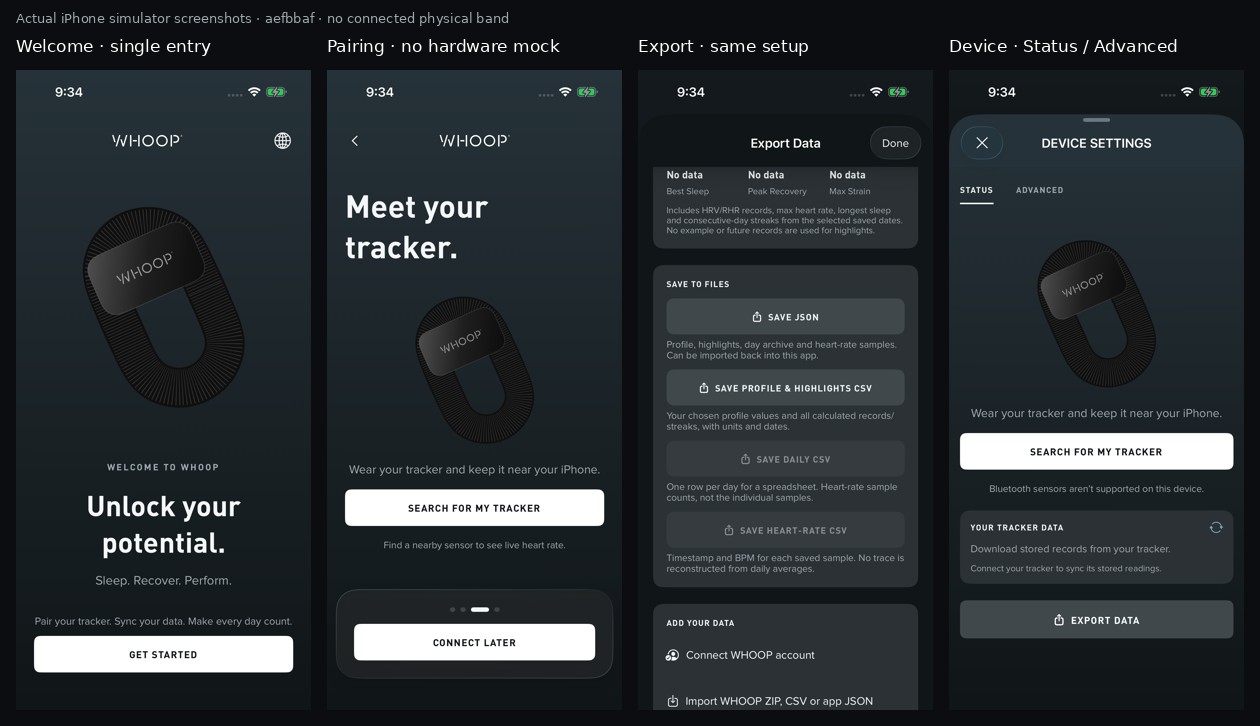 Actual iPhone simulator screenshots · aefbbaf · no connected physical band
Welcome · single entry
9:34
WHOOP
WHOOP
WELCOME TO WHOOP
Unlock your
potential.
Sleep. Recover. Perform.
Pair your tracker. Sync your data. Make every day count.
GET STARTED
Pairing · no hardware mock
9:34
WHOOP
Meet your
tracker.
WHOOP
Wear your tracker and keep it near your iPhone.
SEARCH FOR MY TRACKER
Find a nearby sensor to see live heart rate.
CONNECT LATER
Export · same setup
9:34
Export Data
Done
No data No data No data
Best Sleep Peak Recovery Max Strain
Includes HRV/RHR records, max heart rate, longest sleep
and consecutive-day streaks from the selected saved dates.
No example or future records are used for highlights.
SAVE TO FILES
SAVE JSON
Profile, highlights, day archive and heart-rate samples.
Can be imported back into this app.
SAVE PROFILE & HIGHLIGHTS CSV
Your chosen profile values and all calculated records/
streaks, with units and dates.
SAVE DAILY CSV
One row per day for a spreadsheet. Heart-rate sample
counts, not the individual samples.
SAVE HEART-RATE CSV
Timestamp and BPM for each saved sample. No trace is
reconstructed from daily averages.
ADD YOUR DATA
Connect WHOOP account
Import WHOOP ZIP, CSV or app JSON
Device · Status / Advanced
9:34
DEVICE SETTINGS
STATUS ADVANCED
WHOOP
Wear your tracker and keep it near your iPhone.
SEARCH FOR MY TRACKER
Bluetooth sensors aren't supported on this device.
YOUR TRACKER DATA
Download stored records from your tracker.
Connect your tracker to sync its stored readings.
EXPORT DATA